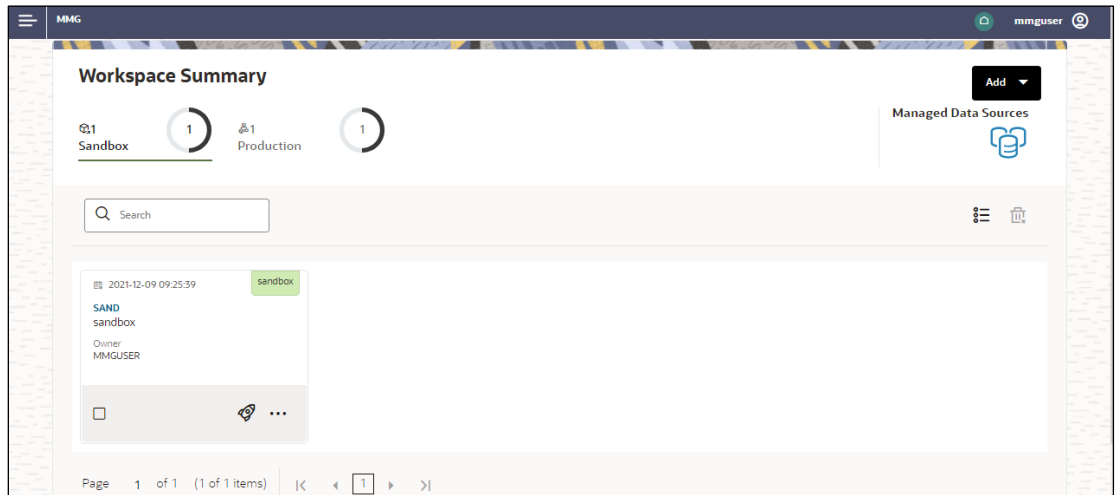 MMG
mmguser
Workspace Summary
Add
1
Sandbox
1
1
Production
1
Managed Data Sources
Search
2021-12-09 09:25:39
sandbox
SAND
sandbox
Owner
MMGUSER
Page 1 of 1 (1 of 1 items) 1